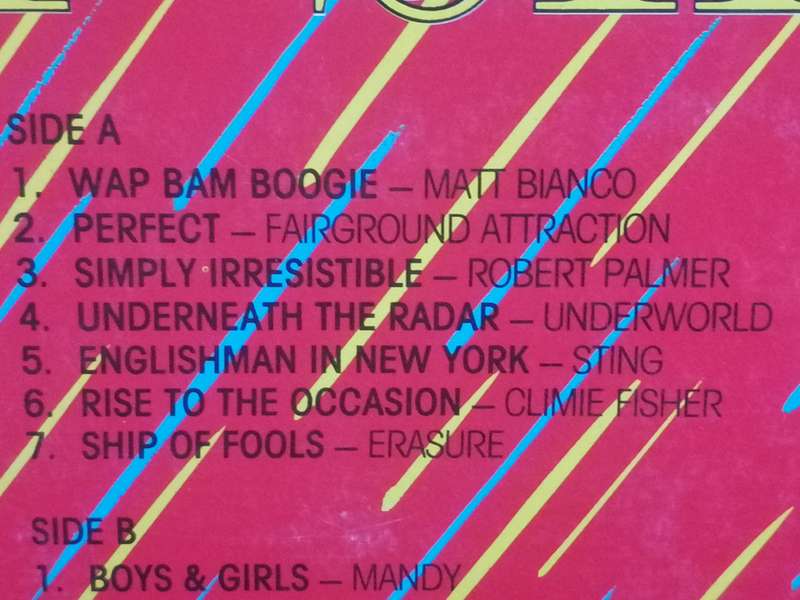 SIDE A
1. WAP BAM BOOGIE – MATT BIANCO
2. PERFECT – FAIRGROUND ATTRACTION
3. SIMPLY IRRESISTIBLE – ROBERT PALMER
4. UNDERNEATH THE RADAR – UNDERWORLD
5. ENGLISHMAN IN NEW YORK – STING
6. RISE TO THE OCCASION – CLIMIE FISHER
7. SHIP OF FOOLS – ERASURE
SIDE B
1. BOYS & GIRLS – MANDY